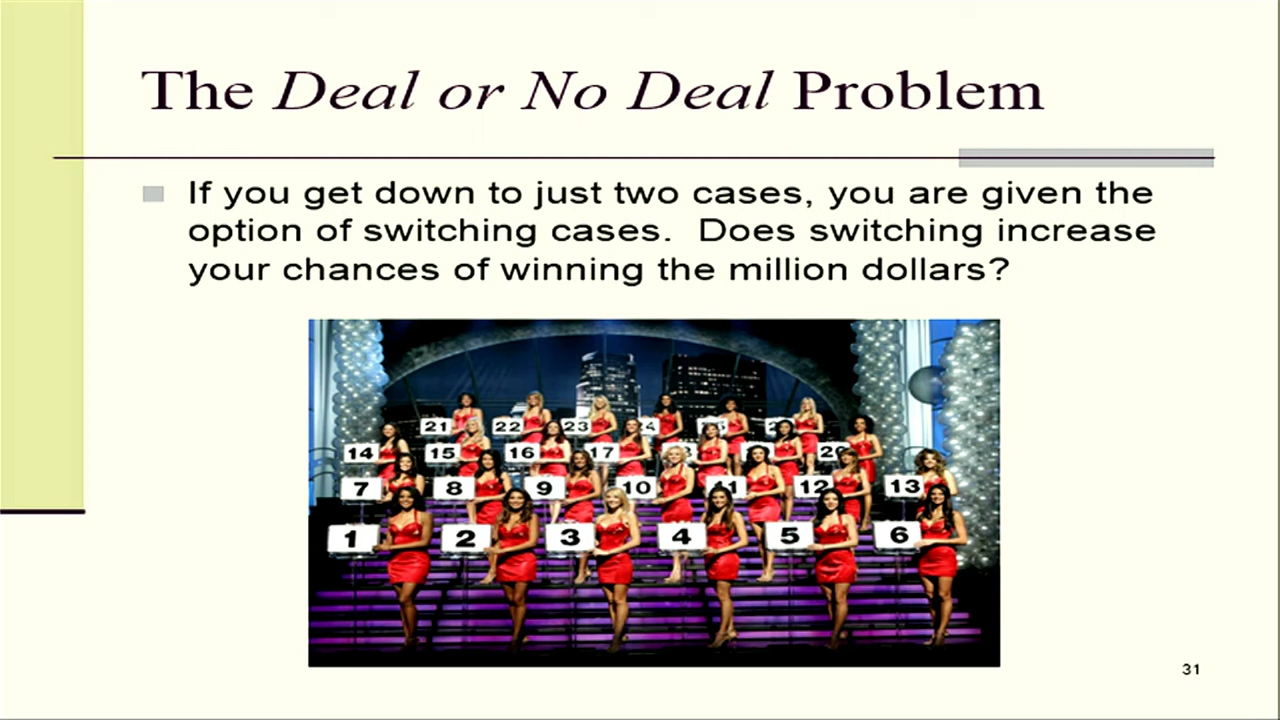 The Deal or No Deal Problem
If you get down to just two cases, you are given the
option of switching cases. Does switching increase
your chances of winning the million dollars?
21 22 23
14 15 16 17
7 8 9 10 11 12 13
1 2 3 4 5 6
31